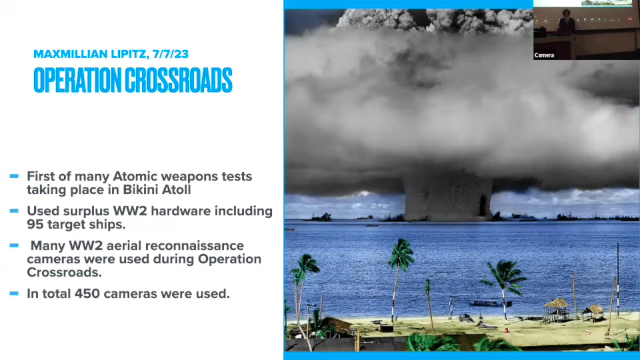 MAXMILLIAN LIPITZ, 7/7/23
OPERATION CROSSROADS
First of many Atomic weapons tests
taking place in Bikini Atoll
Used surplus WW2 hardware including
95 target ships.
Many WW2 aerial reconnaissance
cameras were used during Operation
Crossroads.
In total 450 cameras were used.
Camera